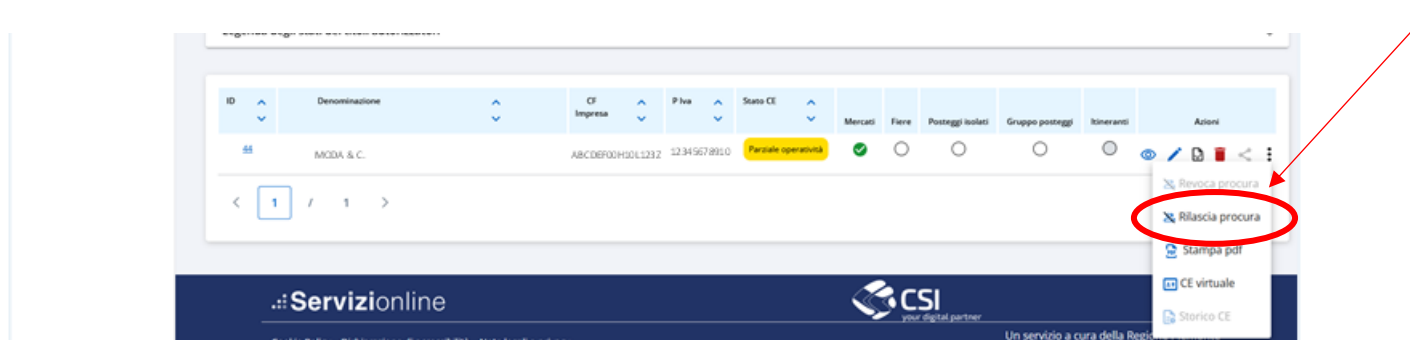 ID Denominazione CF Impresa P Iva Stato CE Mercati Fiere Posteggi isolati Gruppo posteggi Itineranti Azioni
44 MODA & C. ABCDEF00H10L123Z 12345678910 Parziale operatività
1 / 1
Revoca procura
Rilascia procura
Stampa pdf
CE virtuale
Storico CE
.:: Servizionline
CSI
your digital partner
Un servizio a cura della